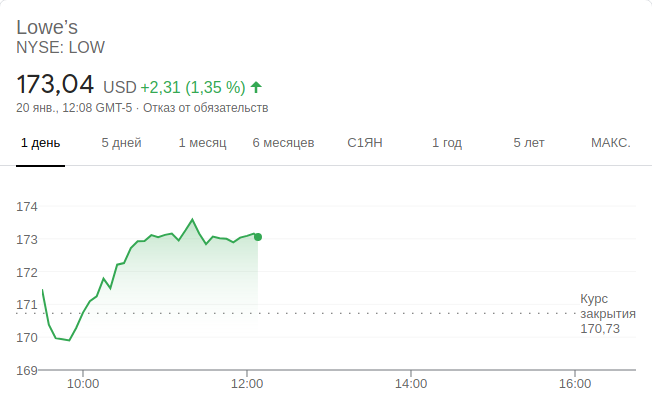 Lowe's
NYSE: LOW
173,04 USD +2,31 (1,35 %)
20 янв., 12:08 GMT-5 · Отказ от обязательств
1 день 5 дней 1 месяц 6 месяцев С1ЯН 1 год 5 лет МАКС.
174
173
172
171
Курс
закрытия
170,73
170
169
10:00 12:00 14:00 16:00